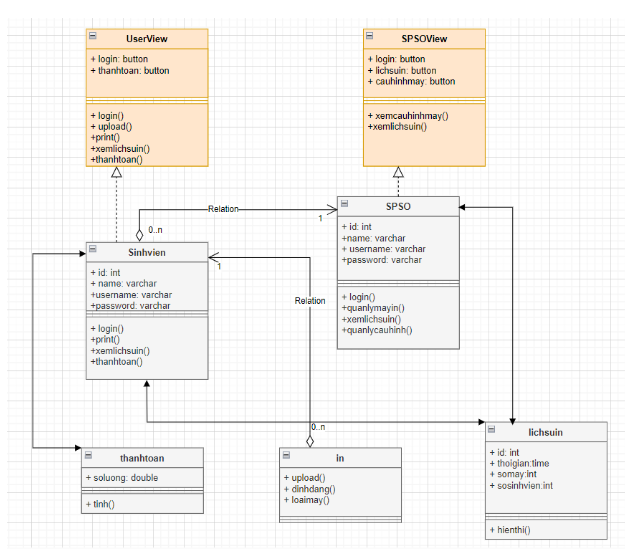 UserView
+ login: button
+ thanhtoan: button
+ login()
+ upload()
+print()
+xemlichsuin()
+thanhtoan()
SPSOView
+ login: button
+ lichsuin: button
+ cauhinhmay: button
+ xemcauhinhmay()
+xemlichsuin()
Relation
1
0..n
SPSO
+ id: int
+name: varchar
+ username: varchar
+password: varchar
+ login()
+quanlymayin()
+xemlichsuin()
+quanlycauhinh()
Sinhvien
+ id: int
+ name: varchar
+username: varchar
+password: varchar
+ login()
+print()
+xemlichsuin()
+thanhtoan()
1
Relation
0..n
thanhtoan
+ soluong: double
+ tinh()
in
+ upload()
+ dinhdang()
+ loaimay()
lichsuin
+ id: int
+ thoigian:time
+ somay:int
+ sosinhvien:int
+ hienthi()